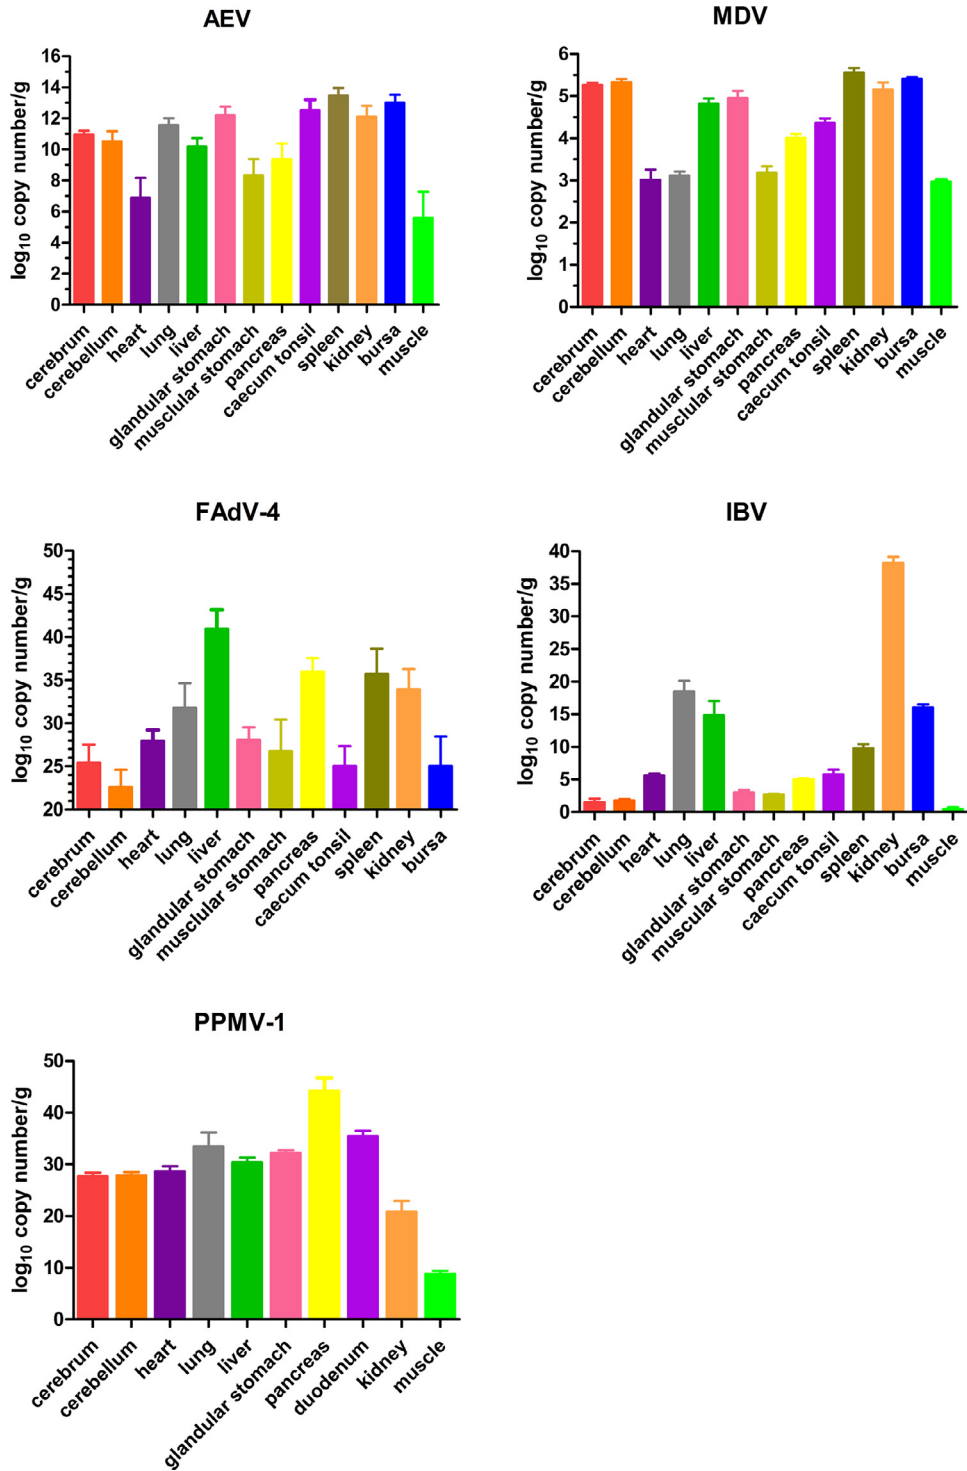 AEV
log10 copy number/g
16
14
12
10
8
6
4
2
0
cerebrum
cerebellum
heart
lung
liver
glandular stomach
musclular stomach
pancreas
caecum tonsil
spleen
kidney
bursa
muscle
MDV
log10 copy number/g
6
5
4
3
2
1
0
cerebrum
cerebellum
heart
lung
liver
glandular stomach
musclular stomach
pancreas
caecum tonsil
spleen
kidney
bursa
muscle
FAdV-4
log10 copy number/g
50
45
40
35
30
25
20
cerebrum
cerebellum
heart
lung
liver
glandular stomach
musclular stomach
pancreas
caecum tonsil
spleen
kidney
bursa
IBV
log10 copy number/g
40
35
30
25
20
15
10
5
0
cerebrum
cerebellum
heart
lung
liver
glandular stomach
muscular stomach
pancreas
caecum tonsil
spleen
kidney
bursa
muscle
PPMV-1
log10 copy number/g
50
40
30
20
10
0
cerebrum
cerebellum
heart
lung
liver
glandular stomach
pancreas
duodenum
kidney
muscle